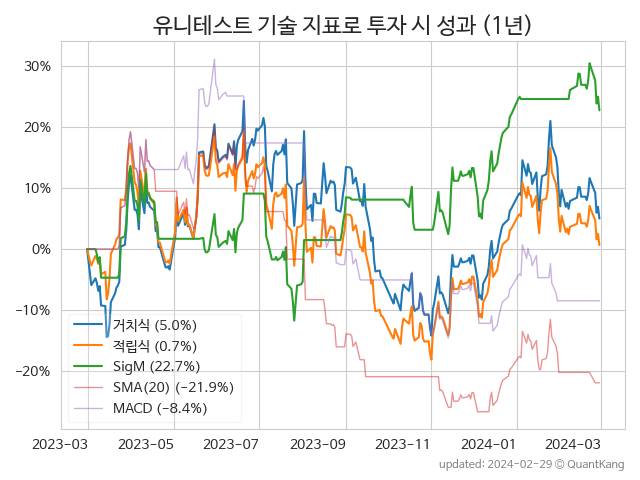 유니테스트 기술 지표로 투자 시 성과 (1년)
30%
20%
10%
0%
−10%
−20%
거치식 (5.0%)
적립식 (0.7%)
SigM (22.7%)
SMA(20) (−21.9%)
MACD (−8.4%)
2023-03 2023-05 2023-07 2023-09 2023-11 2024-01 2024-03
updated: 2024-02-29 © QuantKang